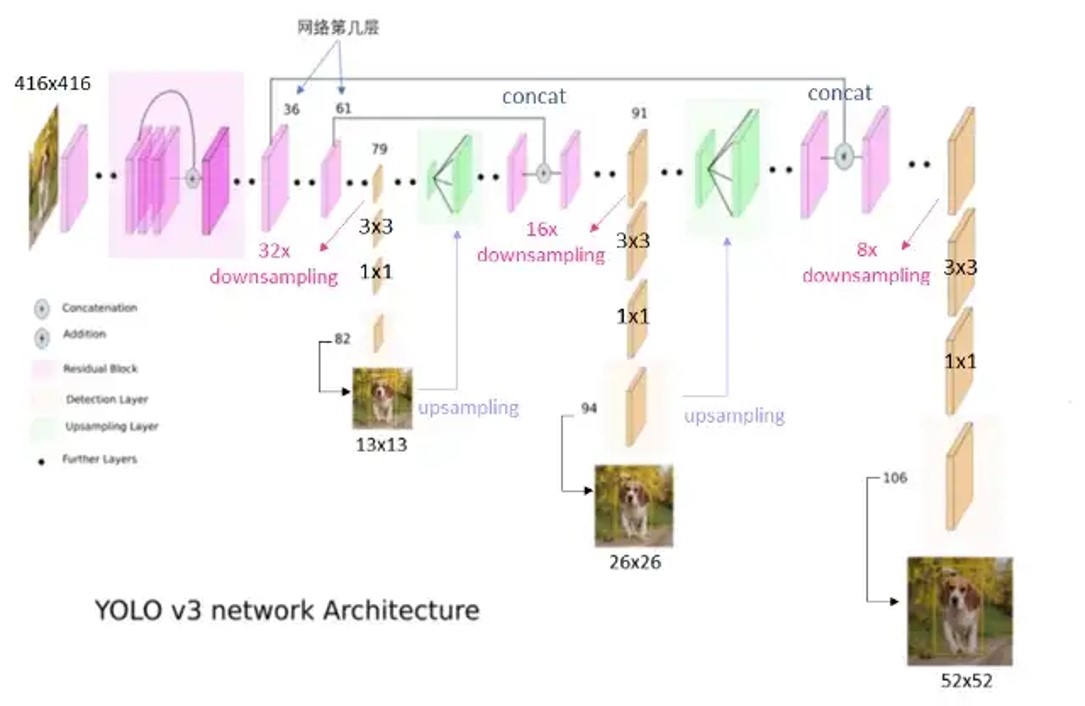 网络第几层
416x416
36
61
79
concat
91
concat
3x3
1x1
32x
downsampling
16x
downsampling
3x3
1x1
8x
downsampling
3x3
1x1
Concatenation
Addition
Residual Block
Detection Layer
Upsampling Layer
Further Layers
82
upsampling
13x13
94
upsampling
26x26
106
52x52
YOLO v3 network Architecture